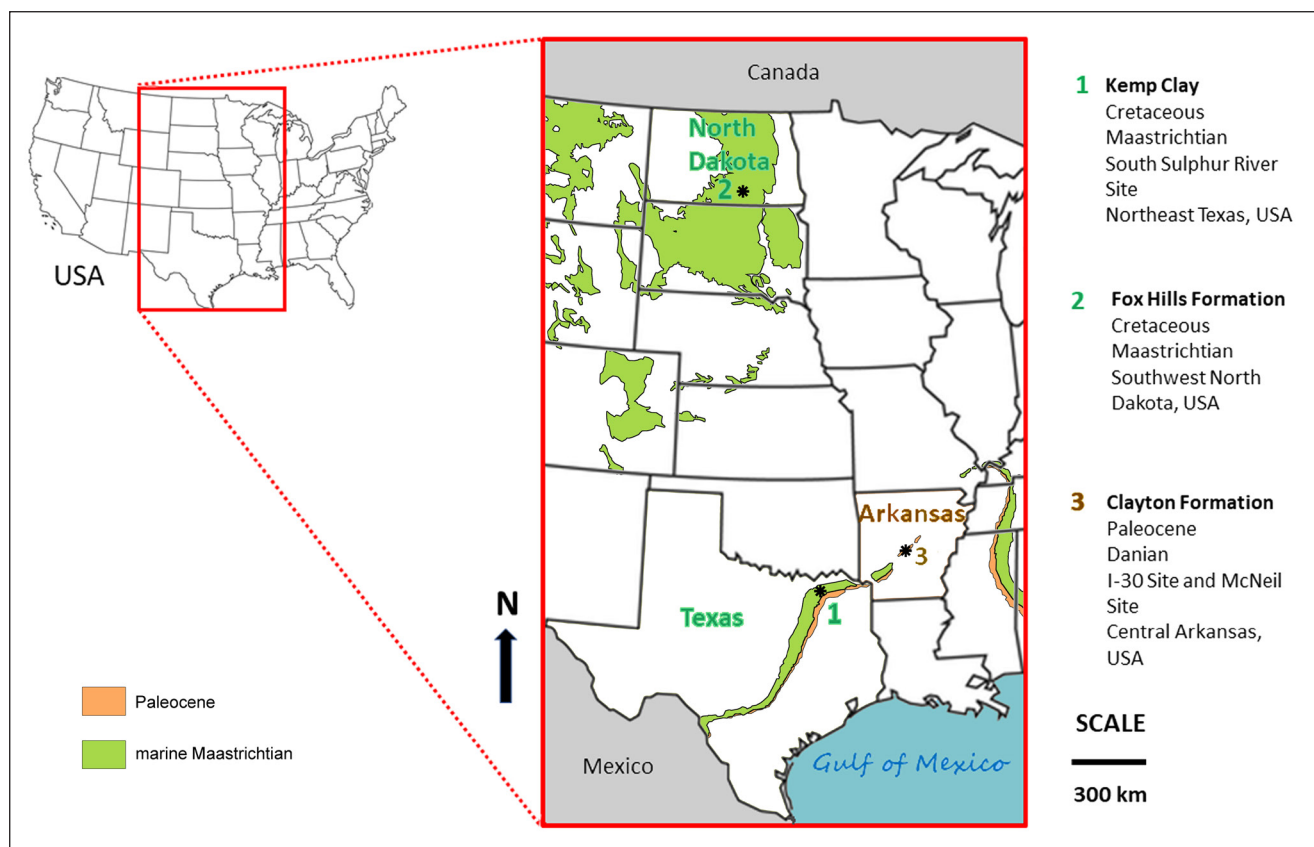 USA
Canada
North
Dakota
2
Arkansas
3
Texas
1
N
Mexico
Gulf of Mexico
Paleocene
marine Maastrichtian
1 Kemp Clay
Cretaceous
Maastrichtian
South Sulphur River
Site
Northeast Texas, USA
2 Fox Hills Formation
Cretaceous
Maastrichtian
Southwest North
Dakota, USA
3 Clayton Formation
Paleocene
Danian
I-30 Site and McNeil
Site
Central Arkansas,
USA
SCALE
300 km